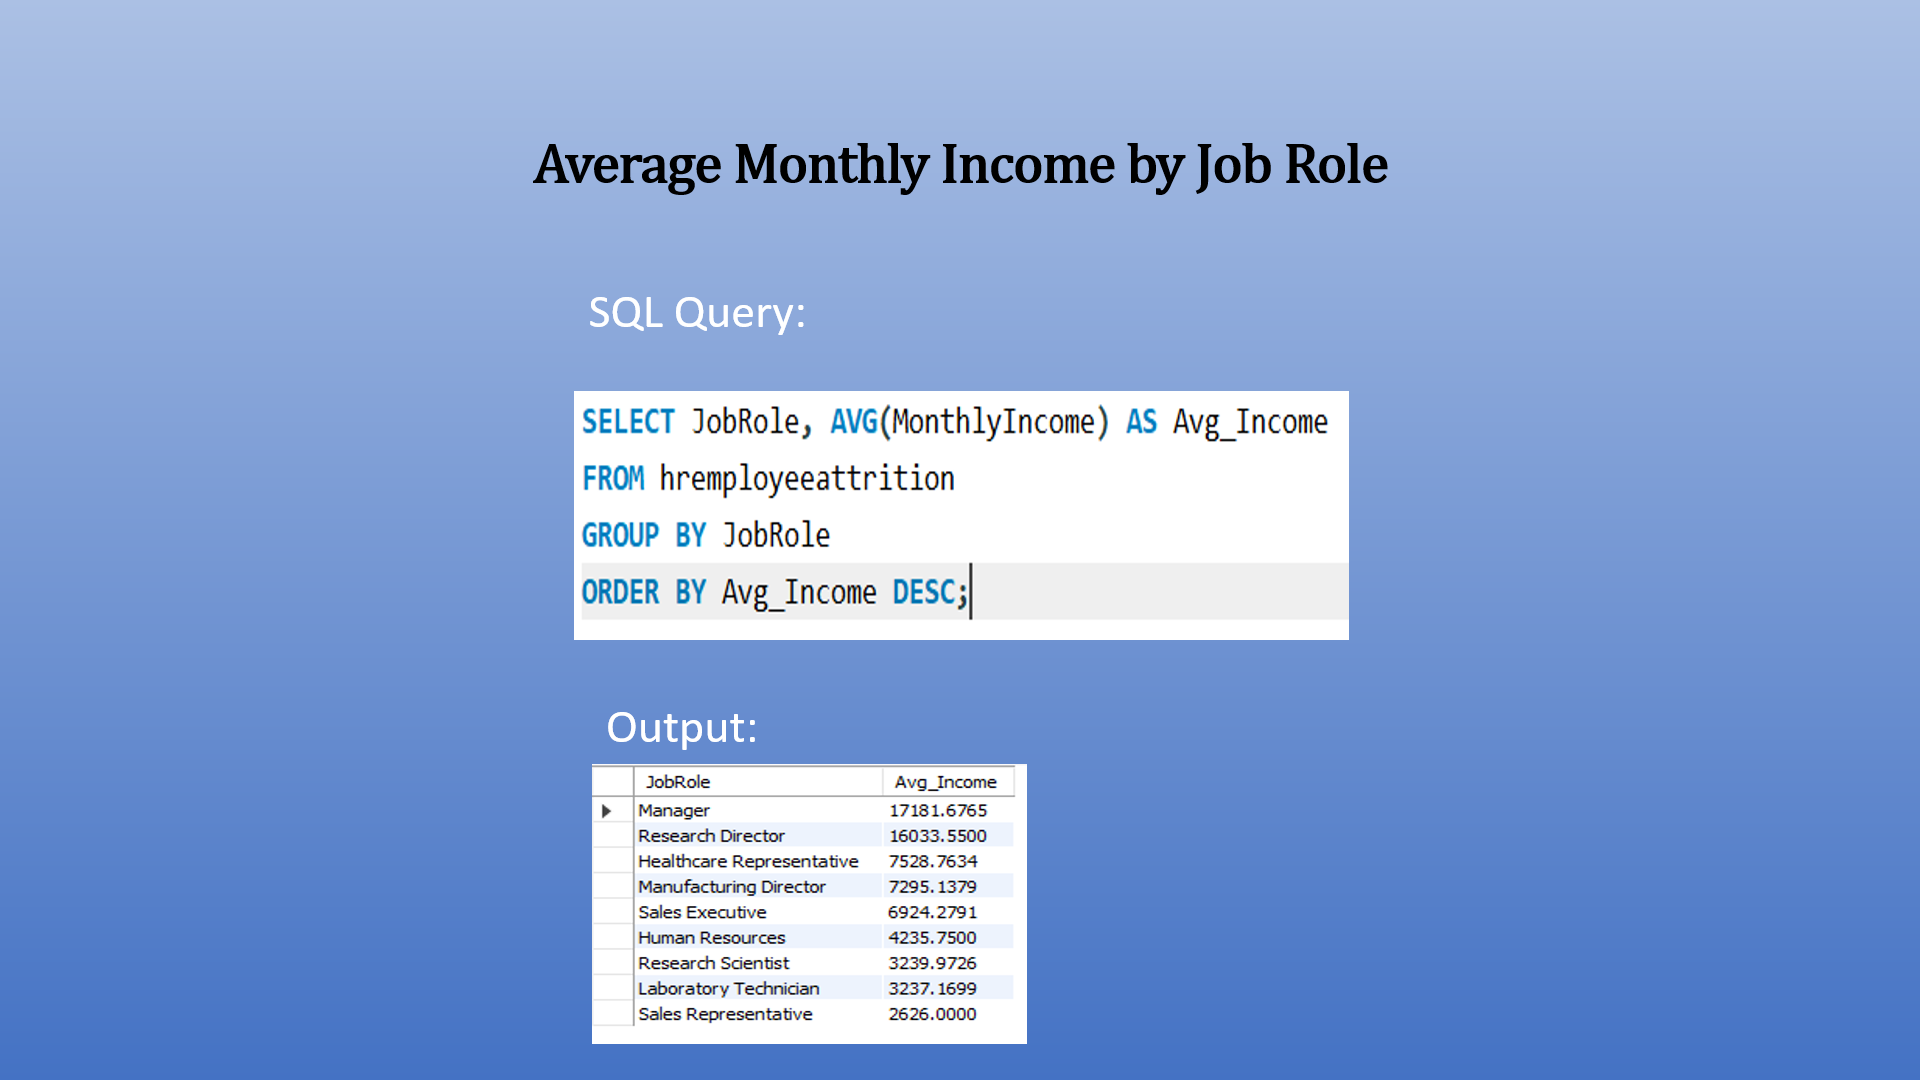 Average Monthly Income by Job Role
SQL Query:
SELECT JobRole, AVG(MonthlyIncome) AS Avg_Income
FROM hremployeeattrition
GROUP BY JobRole
ORDER BY Avg_Income DESC;
Output:
JobRole Avg_Income
Manager 17181.6765
Research Director 16033.5500
Healthcare Representative 7528.7634
Manufacturing Director 7295.1379
Sales Executive 6924.2791
Human Resources 4235.7500
Research Scientist 3239.9726
Laboratory Technician 3237.1699
Sales Representative 2626.0000